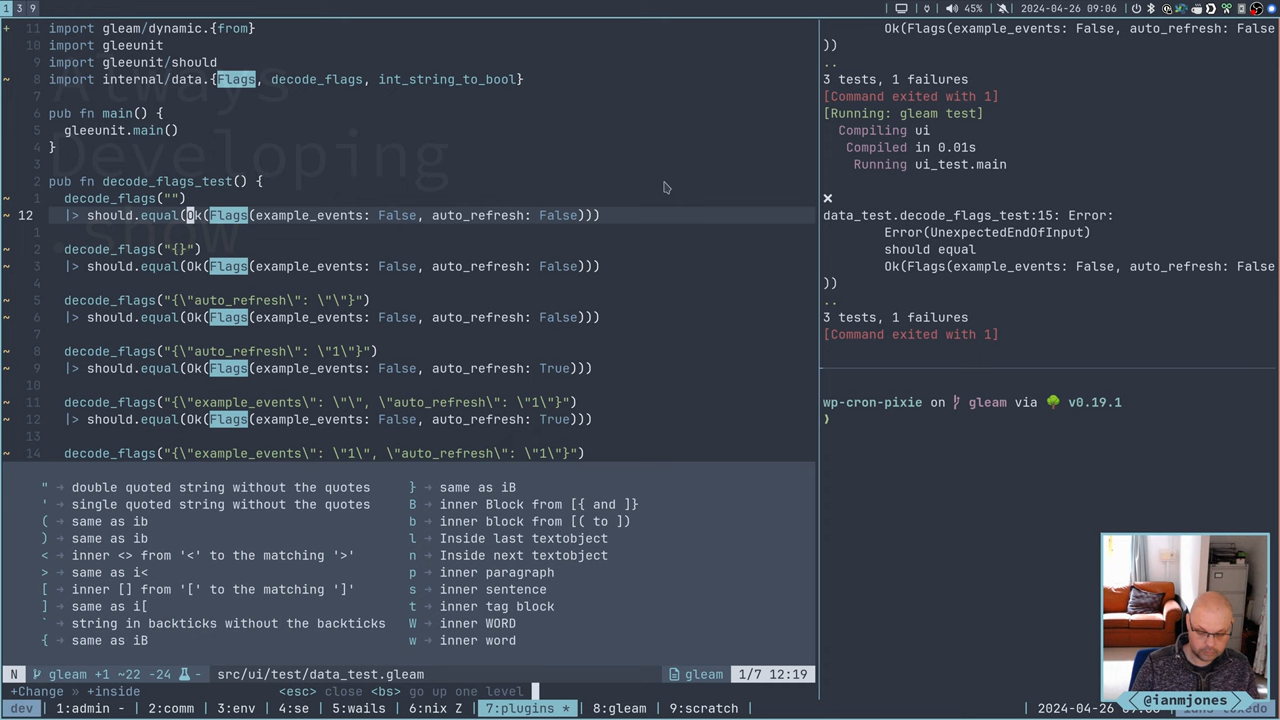 1 3 9 45% 2024-04-26 09:06
+ 11 import gleam/dynamic.{from}
10 import gleeunit
9 import gleeunit/should
~ 8 import internal/data.{Flags, decode_flags, int_string_to_bool}
7
6 pub fn main() {
5 gleeunit.main()
4 }
3
2 pub fn decode_flags_test() {
~ 1 decode_flags("")
~ 12 |> should.equal(Ok(Flags(example_events: False, auto_refresh: False)))
1
~ 2 decode_flags("{}")
~ 3 |> should.equal(Ok(Flags(example_events: False, auto_refresh: False)))
4
~ 5 decode_flags("{\"auto_refresh\": \"\"}")
~ 6 |> should.equal(Ok(Flags(example_events: False, auto_refresh: False)))
7
~ 8 decode_flags("{\"auto_refresh\": \"1\"}")
~ 9 |> should.equal(Ok(Flags(example_events: False, auto_refresh: True)))
10
~ 11 decode_flags("{\"example_events\": \"\", \"auto_refresh\": \"1\"}")
~ 12 |> should.equal(Ok(Flags(example_events: False, auto_refresh: True)))
13
~ 14 decode_flags("{\"example_events\": \"1\", \"auto_refresh\": \"1\"}")
Always
Developing
.show
" → double quoted string without the quotes
' → single quoted string without the quotes
( → same as ib
) → same as ib
< → inner <> from '<' to the matching '>'
> → same as i<
[ → inner [] from '[' to the matching ']'
] → same as i[
` → string in backticks without the backticks
{ → same as iB
} → same as iB
B → inner Block from [{ and ]}
b → inner block from [( to )]
l → Inside last textobject
n → Inside next textobject
p → inner paragraph
s → inner sentence
t → inner tag block
W → inner WORD
w → inner word
N gleam +1 ~22 -24 - src/ui/test/data_test.gleam gleam 1/7 12:19
+Change » +inside <esc> close <bs> go up one level
Ok(Flags(example_events: False, auto_refresh: False
))
..
3 tests, 1 failures
[Command exited with 1]
[Running: gleam test]
Compiling ui
Compiled in 0.01s
Running ui_test.main
data_test.decode_flags_test:15: Error:
Error(UnexpectedEndOfInput)
should equal
Ok(Flags(example_events: False, auto_refresh: False
))
..
3 tests, 1 failures
[Command exited with 1]
wp-cron-pixie on gleam via v0.19.1
❯
dev 1:admin - 2:comm 3:env 4:se 5:wails 6:nix Z 7:plugins * 8:gleam 9:scratch 2024-04-26
@ianmjones